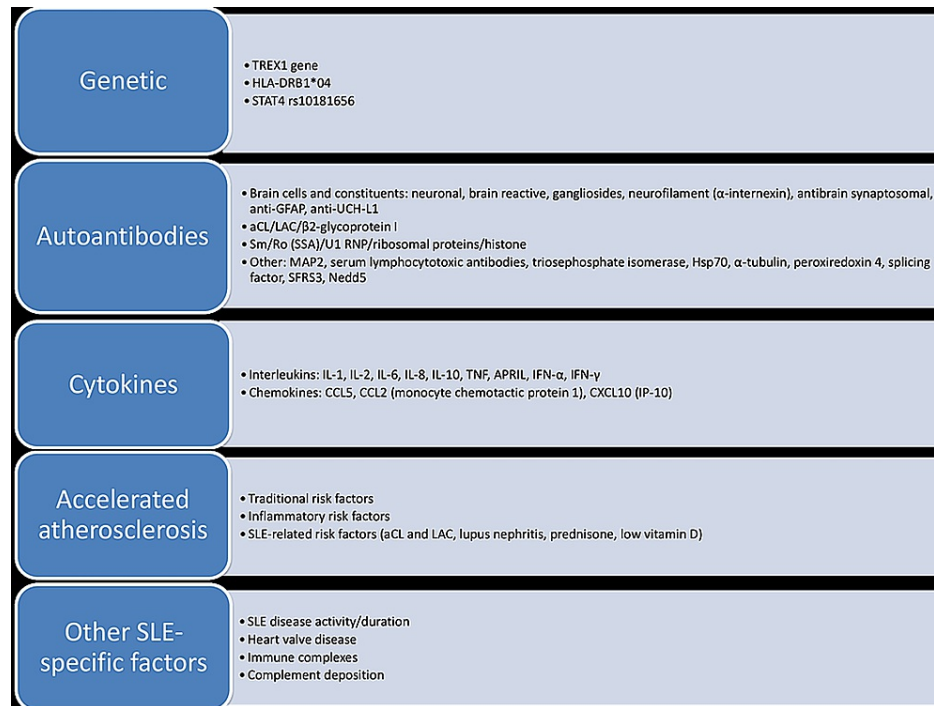 Genetic
• TREX1 gene
• HLA-DRB1*04
• STAT4 rs10181656
Autoantibodies
• Brain cells and constituents: neuronal, brain reactive, gangliosides, neurofilament (α-internexin), antibrain synaptosomal,
anti-GFAP, anti-UCH-L1
• aCL/LAC/β2-glycoprotein I
• Sm/Ro (SSA)/U1 RNP/ribosomal proteins/histone
• Other: MAP2, serum lymphocytotoxic antibodies, triosephosphate isomerase, Hsp70, α-tubulin, peroxiredoxin 4, splicing
factor, SFRS3, Nedd5
Cytokines
• Interleukins: IL-1, IL-2, IL-6, IL-8, IL-10, TNF, APRIL, IFN-α, IFN-γ
• Chemokines: CCL5, CCL2 (monocyte chemotactic protein 1), CXCL10 (IP-10)
Accelerated
atherosclerosis
• Traditional risk factors
• Inflammatory risk factors
• SLE-related risk factors (aCL and LAC, lupus nephritis, prednisone, low vitamin D)
Other SLE-
specific factors
• SLE disease activity/duration
• Heart valve disease
• Immune complexes
• Complement deposition